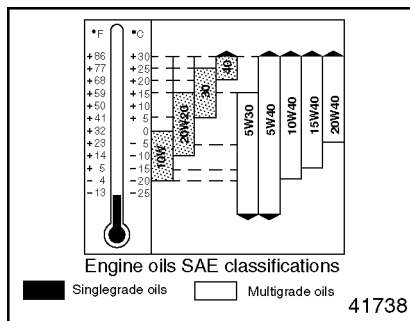 °F °C
+86 +30
+77 +25
+68 +20
+59 +15
+50 +10
+41 +5
+32 0
+23 -5
+14 -10
+5 -15
-4 -20
-13 -25
10W
20W20
30
40
5W30
5W40
10W40
15W40
20W40
Engine oils SAE classifications
Singlegrade oils
Multigrade oils
41738